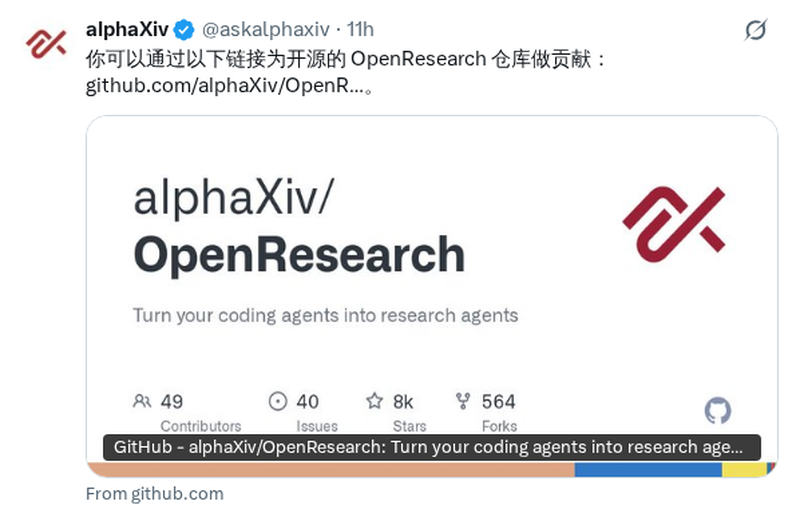 alphaXiv @askalphaxiv · 11h
你可以通过以下链接为开源的 OpenResearch 仓库做贡献：
github.com/alphaXiv/OpenR...。
alphaXiv/
OpenResearch
Turn your coding agents into research agents
49 40 8k 564
Contributors Issues Stars Forks
GitHub - alphaXiv/OpenResearch: Turn your coding agents into research age...
From github.com